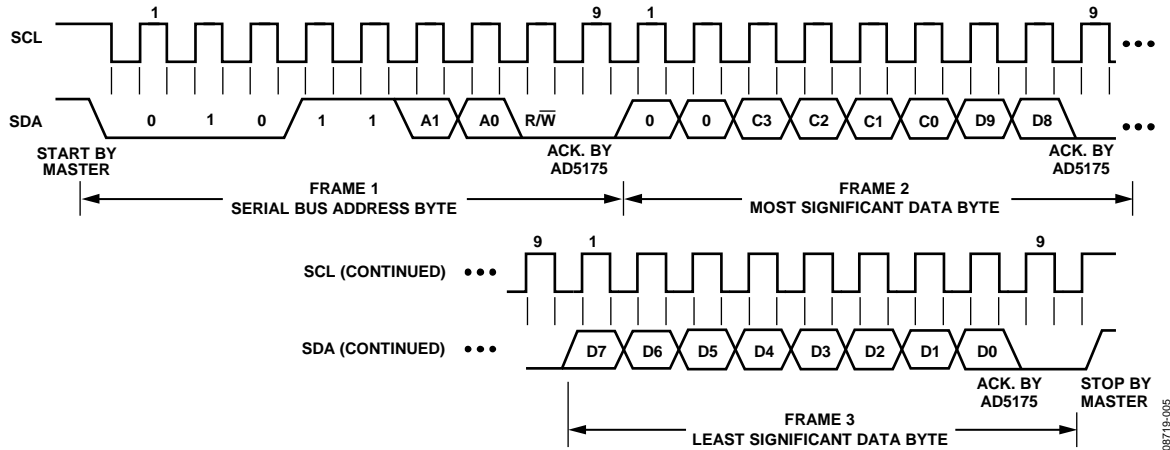 1 9 1 9
SCL
SDA 0 1 0 1 1 A1 A0 R/W̅ 0 0 C3 C2 C1 C0 D9 D8
START BY
MASTER
ACK. BY
AD5175
ACK. BY
AD5175
FRAME 1
SERIAL BUS ADDRESS BYTE
FRAME 2
MOST SIGNIFICANT DATA BYTE
9 1 9
SCL (CONTINUED)
SDA (CONTINUED) D7 D6 D5 D4 D3 D2 D1 D0
ACK. BY
AD5175
STOP BY
MASTER
FRAME 3
LEAST SIGNIFICANT DATA BYTE
08719-005